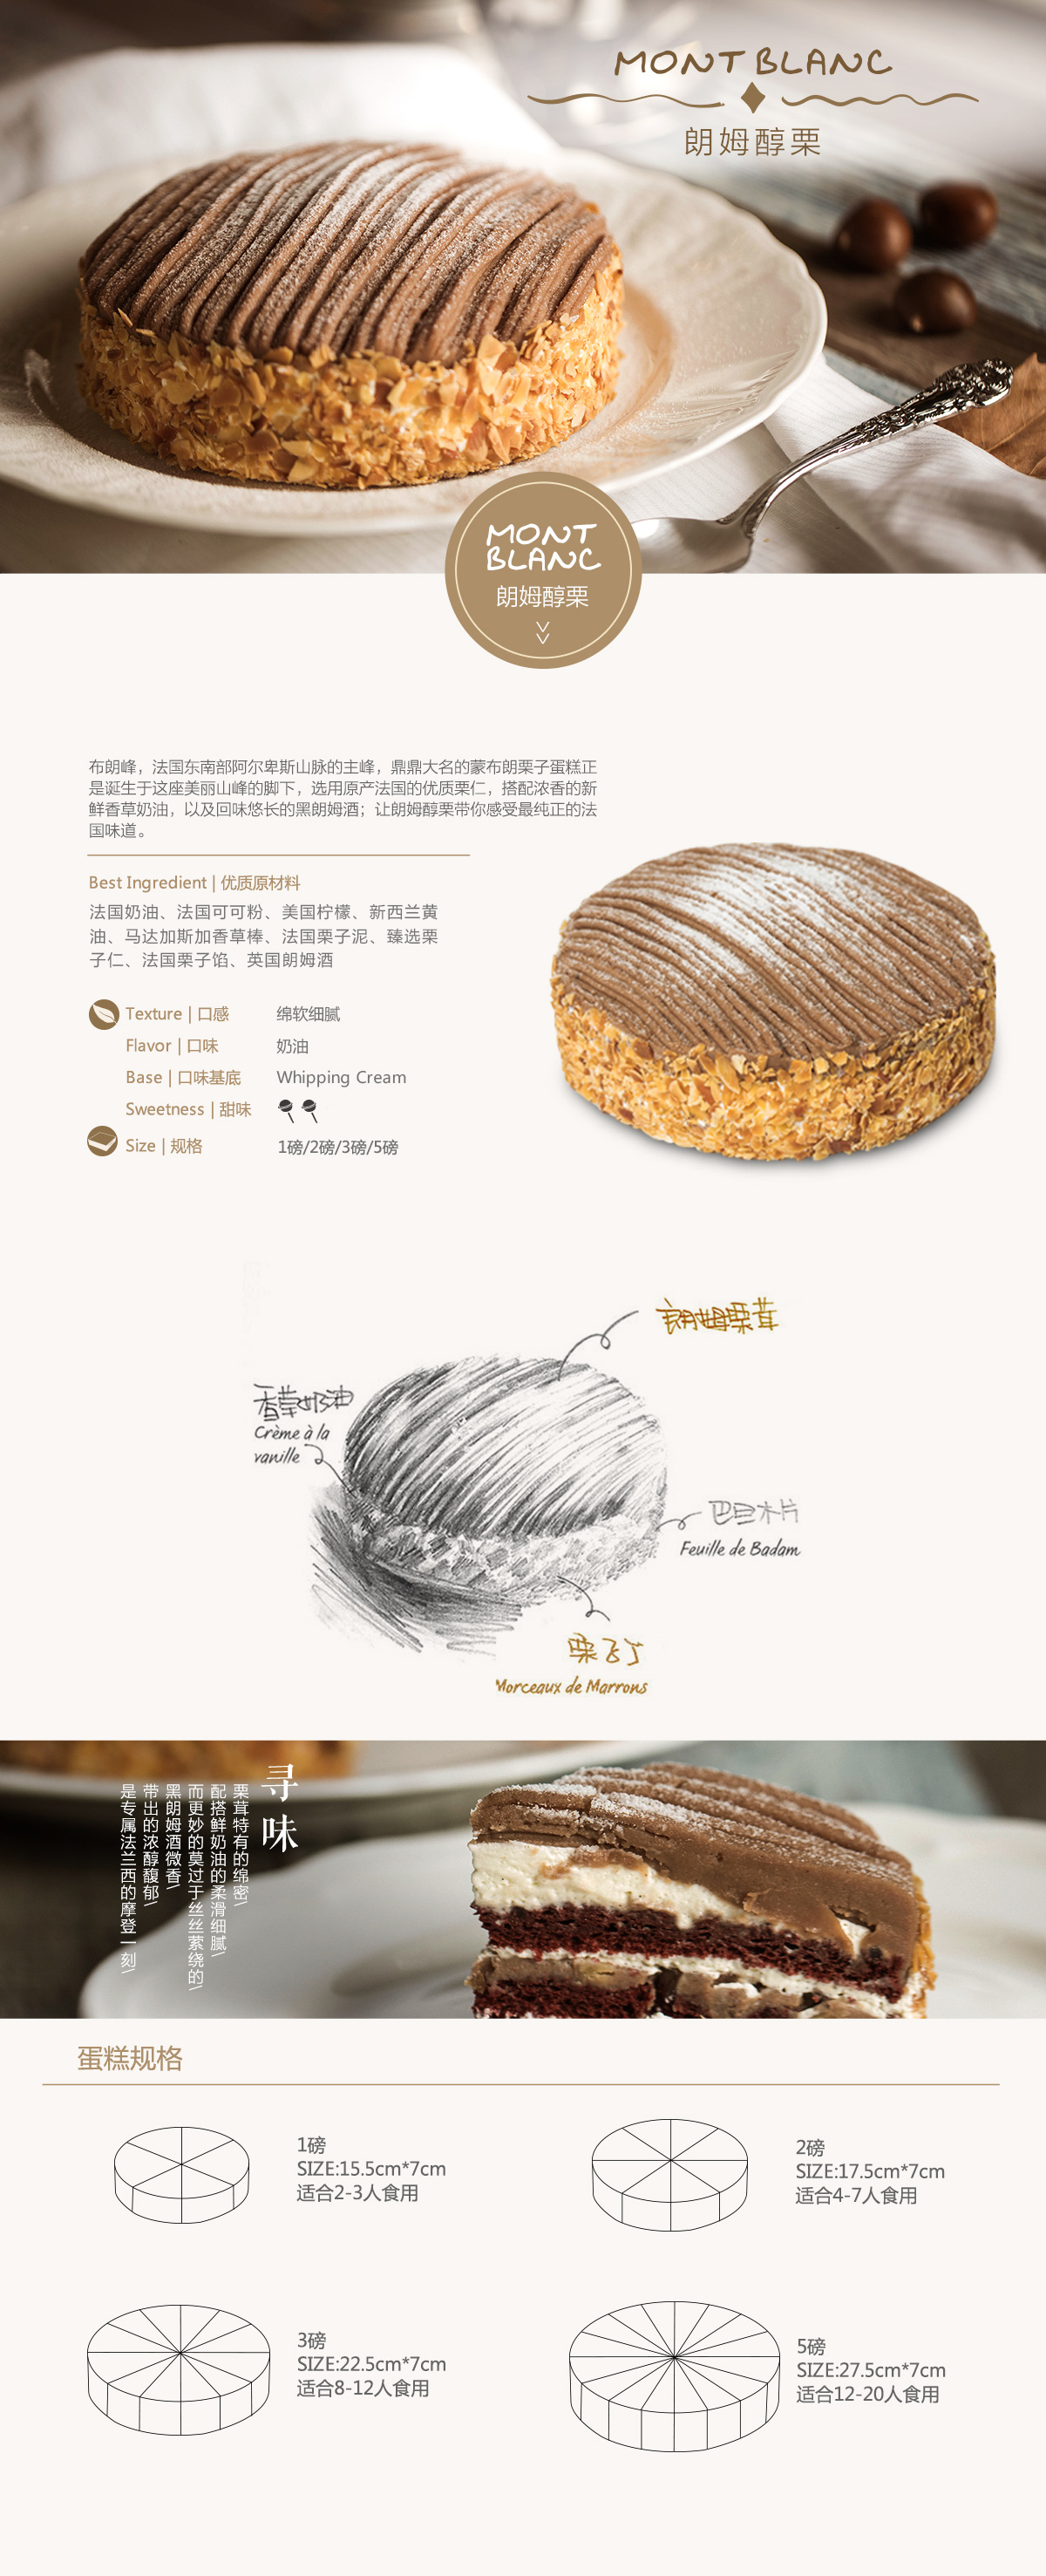 MONT BLANC
朗姆醇栗
MONT
BLANC
朗姆醇栗
布朗峰，法国东南部阿尔卑斯山脉的主峰，鼎鼎大名的蒙布朗栗子蛋糕正
是诞生于这座美丽山峰的脚下，选用原产法国的优质栗仁，搭配浓香的新
鲜香草奶油，以及回味悠长的黑朗姆酒；让朗姆醇栗带你感受最纯正的法
国味道。
Best Ingredient | 优质原材料
法国奶油、法国可可粉、美国柠檬、新西兰黄
油、马达加斯加香草棒、法国栗子泥、臻选栗
子仁、法国栗子馅、英国朗姆酒
Texture | 口感 绵软细腻
Flavor | 口味 奶油
Base | 口味基底 Whipping Cream
Sweetness | 甜味
Size | 规格 1磅/2磅/3磅/5磅
朗姆栗茸
香草奶油
Crème à la
vanille
巴旦木片
Feuille de Badam
栗飞丁
Morceaux de Marrons
寻味
栗茸特有的绵密/
配搭鲜奶油的柔滑细腻/
而更妙的莫过于丝丝萦绕的/
黑朗姆酒微香/
带出的浓醇馥郁/
是专属法兰西的摩登一刻/
蛋糕规格
1磅
SIZE:15.5cm*7cm
适合2-3人食用
2磅
SIZE:17.5cm*7cm
适合4-7人食用
3磅
SIZE:22.5cm*7cm
适合8-12人食用
5磅
SIZE:27.5cm*7cm
适合12-20人食用